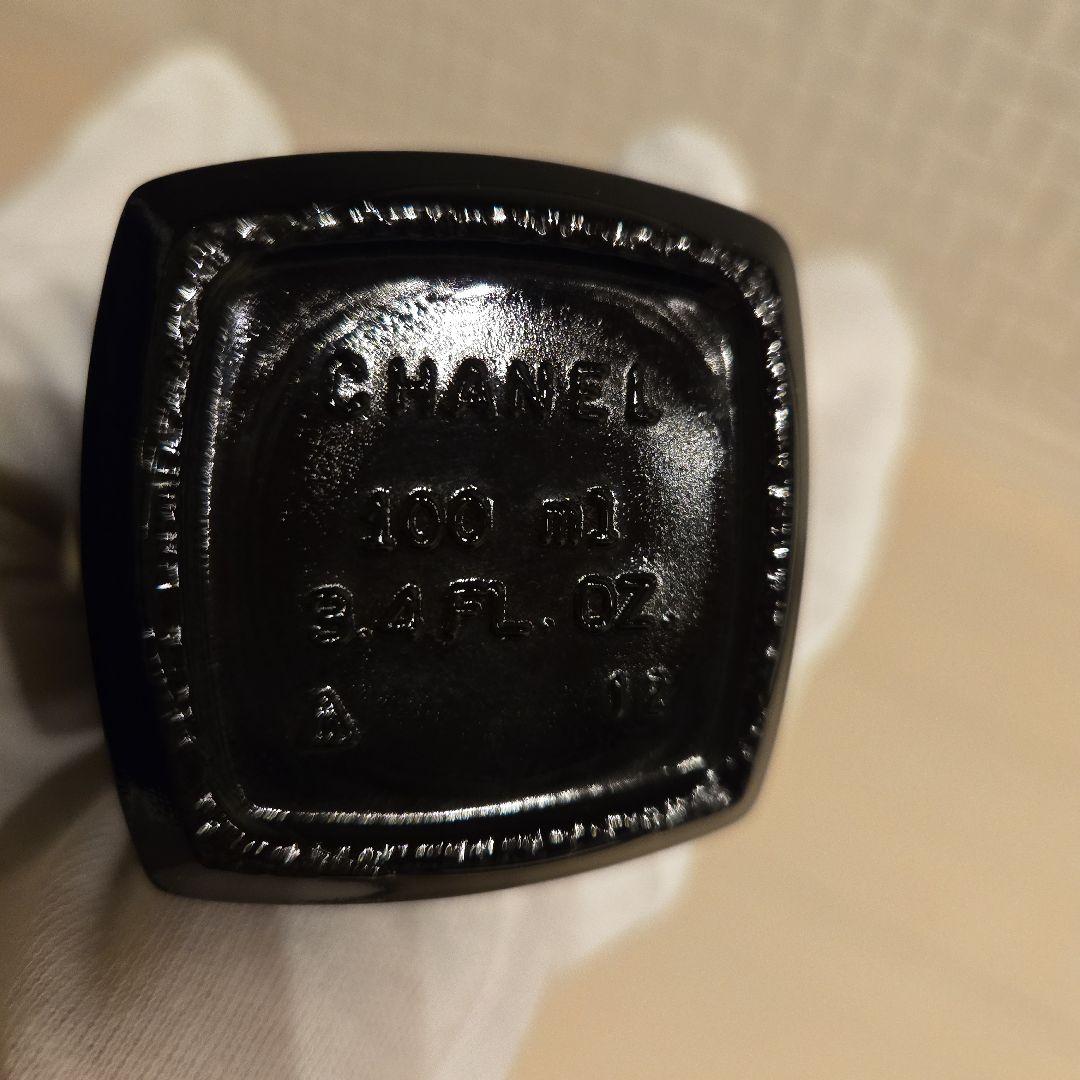 CHANEL
100 ml
3.4 FL. OZ.
A 12